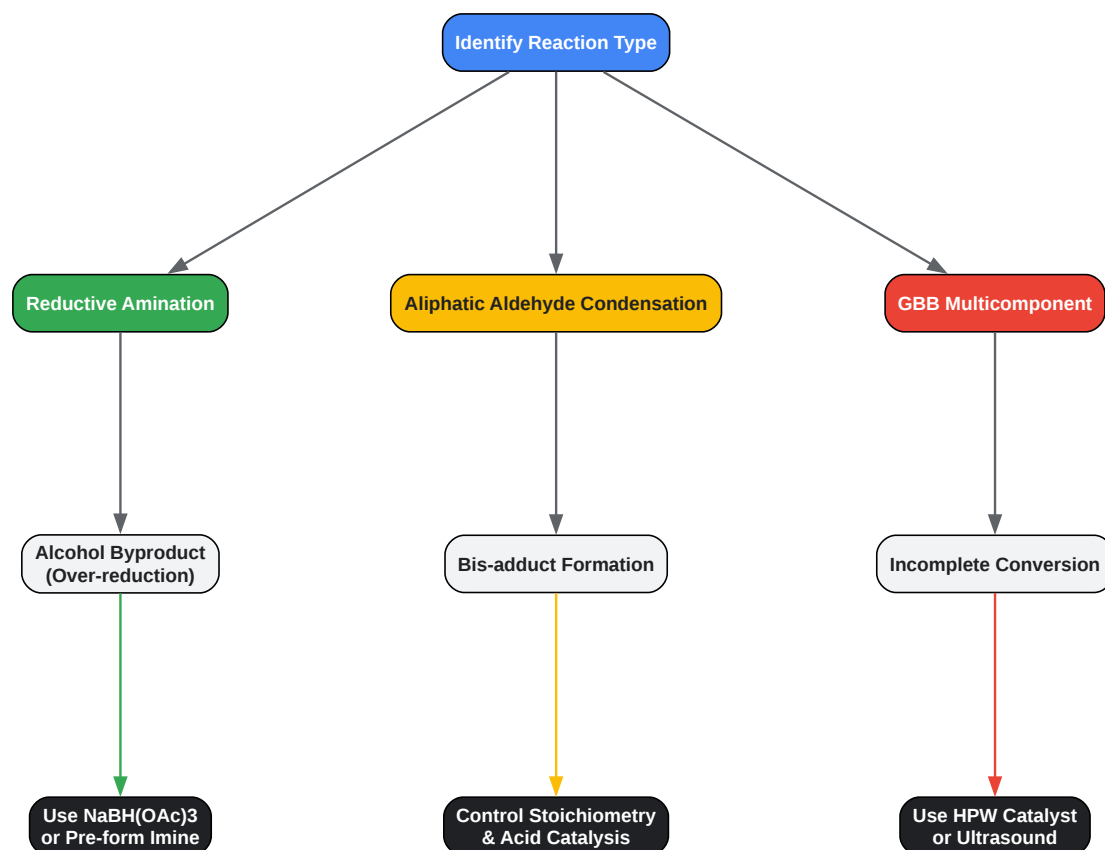 Identify Reaction Type
Reductive Amination
Aliphatic Aldehyde Condensation
GBB Multicomponent
Alcohol Byproduct
(Over-reduction)
Bis-adduct Formation
Incomplete Conversion
Use NaBH(OAc)3
or Pre-form Imine
Control Stoichiometry
& Acid Catalysis
Use HPW Catalyst
or Ultrasound